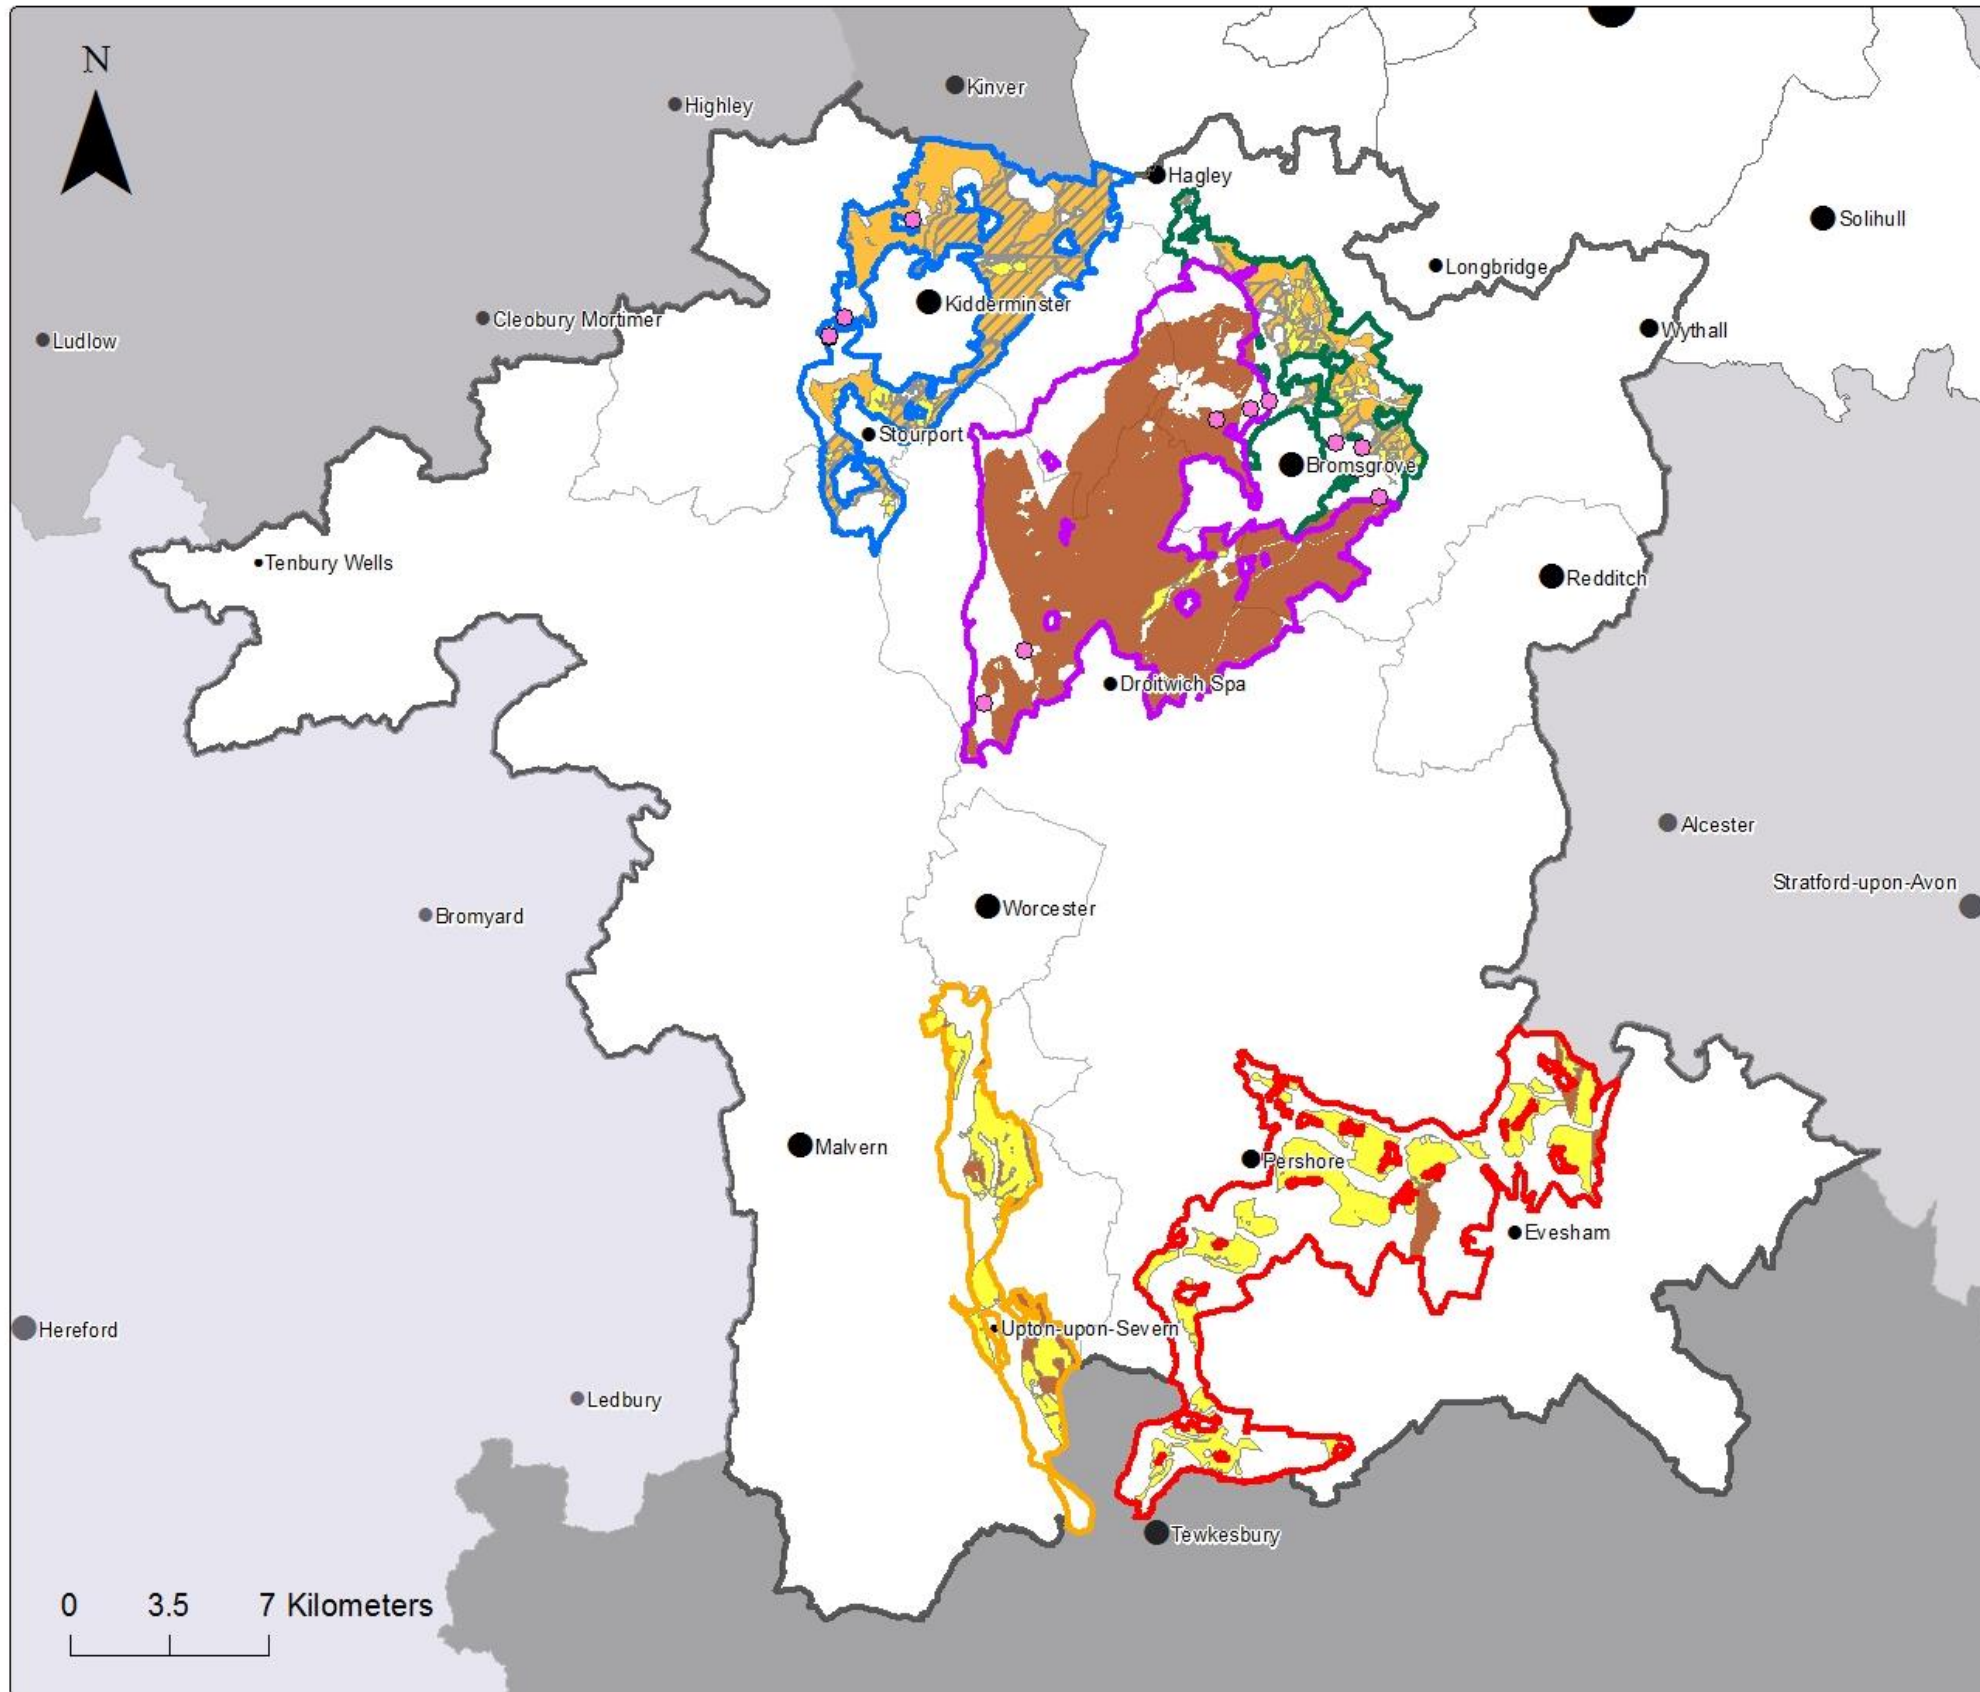 N
Kinver
Highley
Hagley
Solihull
Longbridge
Kidderminster
Cleobury Mortimer
Wythall
Ludlow
Stourport
Bromsgrove
Tenbury Wells
Redditch
Droitwich Spa
Alcester
Stratford-upon-Avon
Worcester
Bromyard
Malvern
Pershore
Evesham
Hereford
Upton-upon-Severn
Ledbury
Tewkesbury
0 3.5 7 Kilometers